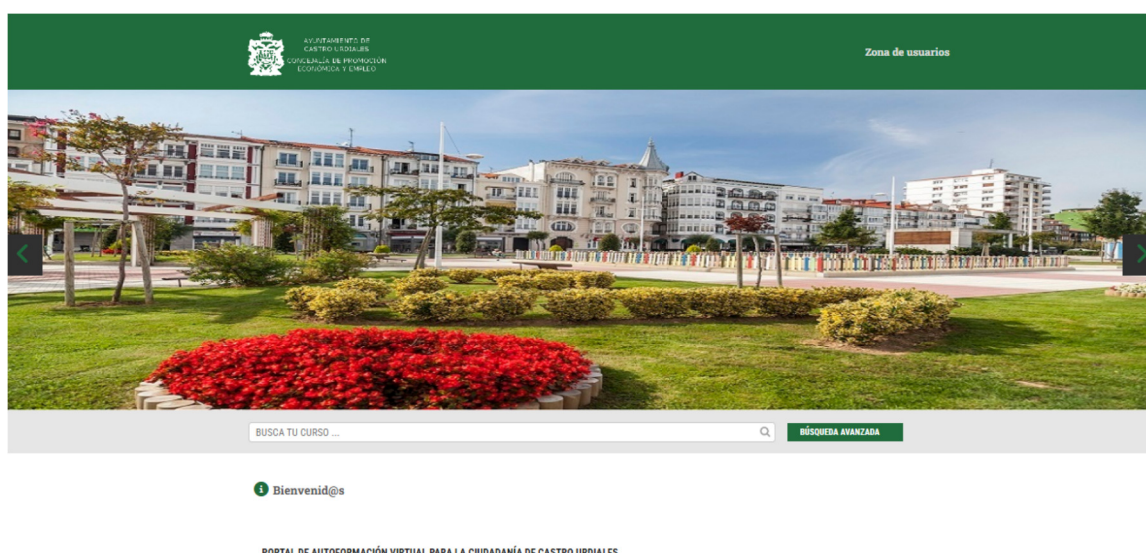 AYUNTAMIENTO DE
CASTRO URDIALES
CONCEJALÍA DE PROMOCIÓN
ECONÓMICA Y EMPLEO
Zona de usuarios
BUSCA TU CURSO ...
BÚSQUEDA AVANZADA
Bienvenid@s
PORTAL DE AUTOFORMACIÓN VIRTUAL PARA LA CIUDADANÍA DE CASTRO URDIALES